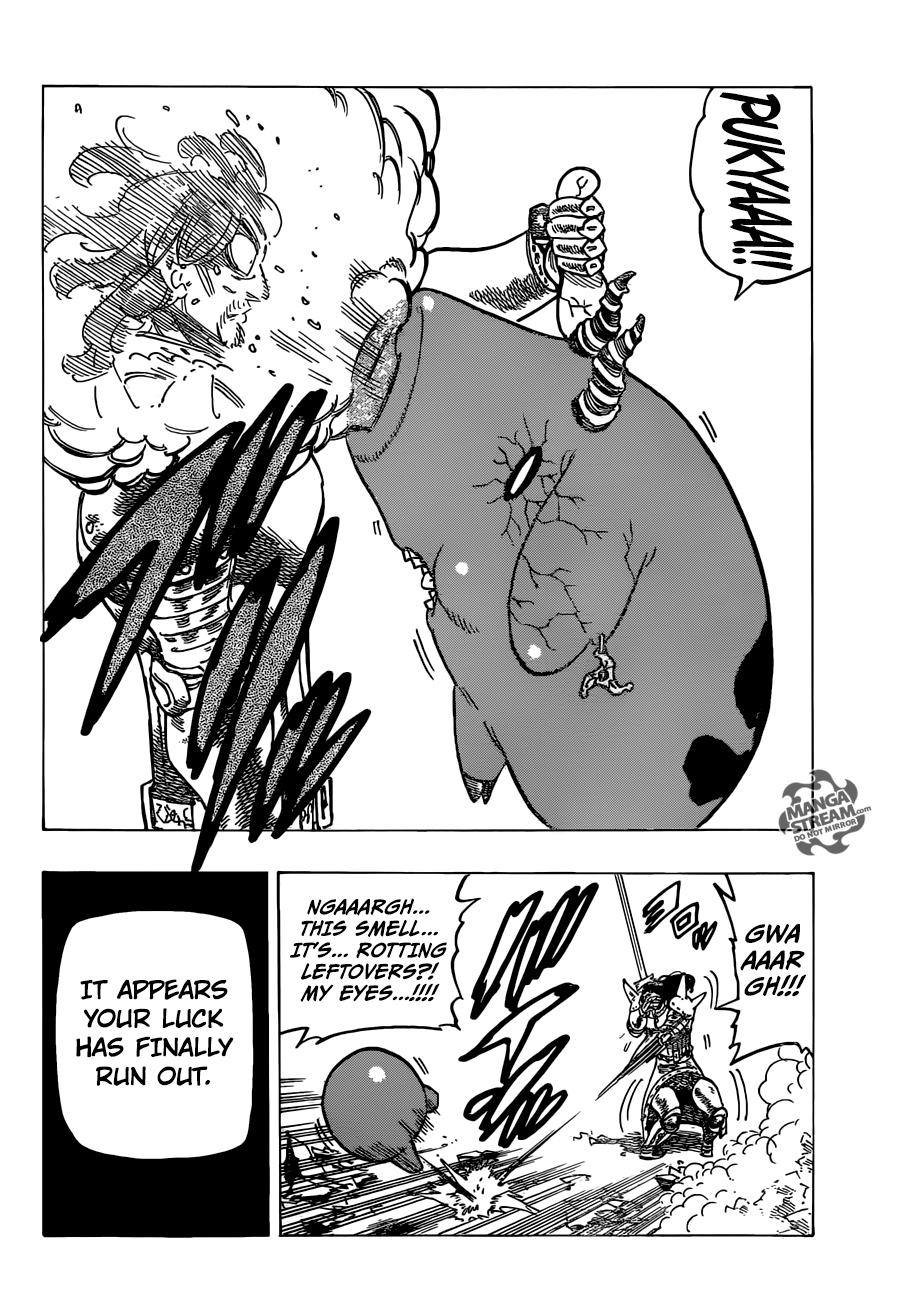 PUKYAAA!!
MANGA
STREAM.com
DO NOT MIRROR
GWA
AAAR
GH!!!
NGAAARGH...
THIS SMELL...
IT'S... ROTTING
LEFTOVERS?!
MY EYES...!!!!
IT APPEARS
YOUR LUCK
HAS FINALLY
RUN OUT.